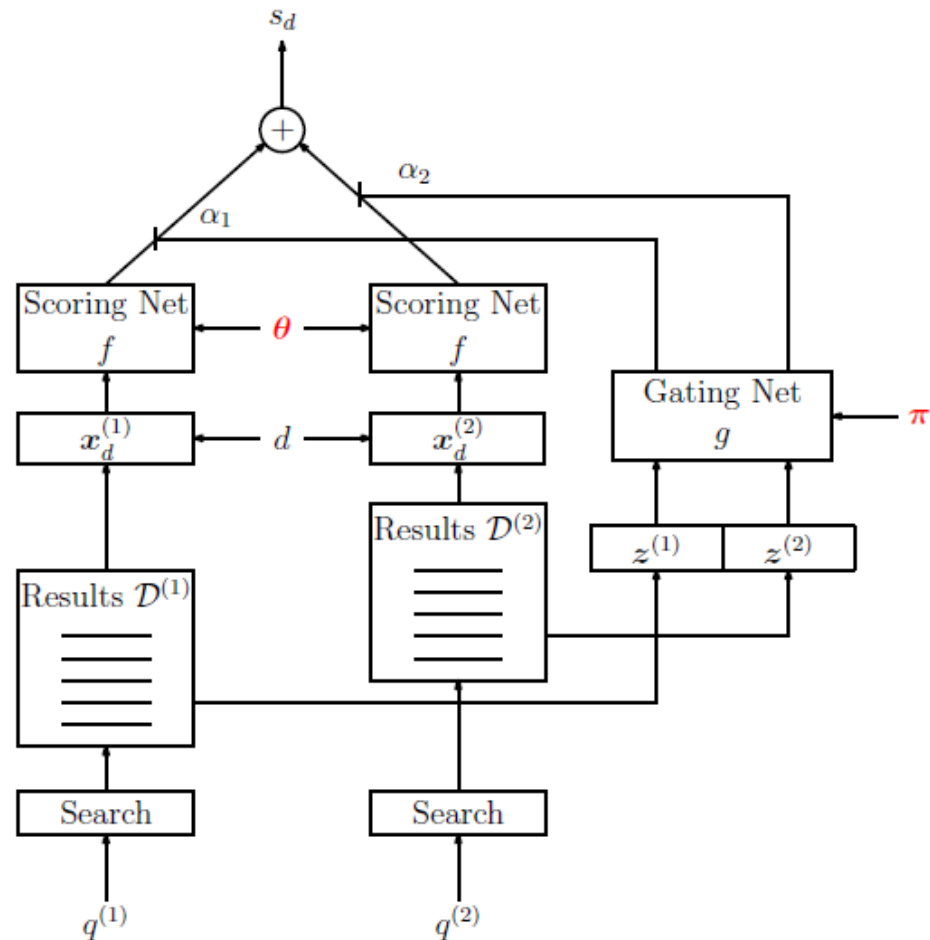 s_d
+
α_2
α_1
Scoring Net
f
θ
Scoring Net
f
Gating Net
g
π
x_d^(1)
d
x_d^(2)
Results D^(2)
z^(1)
z^(2)
Results D^(1)
Search
Search
q^(1)
q^(2)